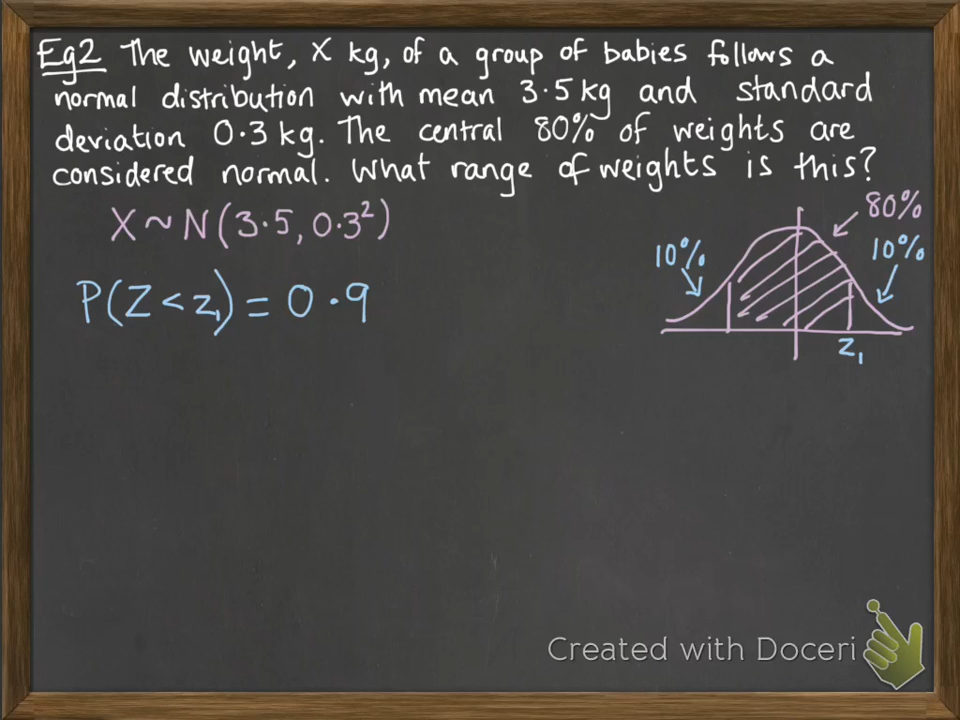 Eg2 The weight, X kg, of a group of babies follows a
normal distribution with mean 3·5 kg and standard
deviation 0·3 kg. The central 80% of weights are
considered normal. What range of weights is this?
X ~ N(3·5, 0·3²)
80%
10%
10%
P(Z < z₁) = 0·9
z₁
Created with Doceri